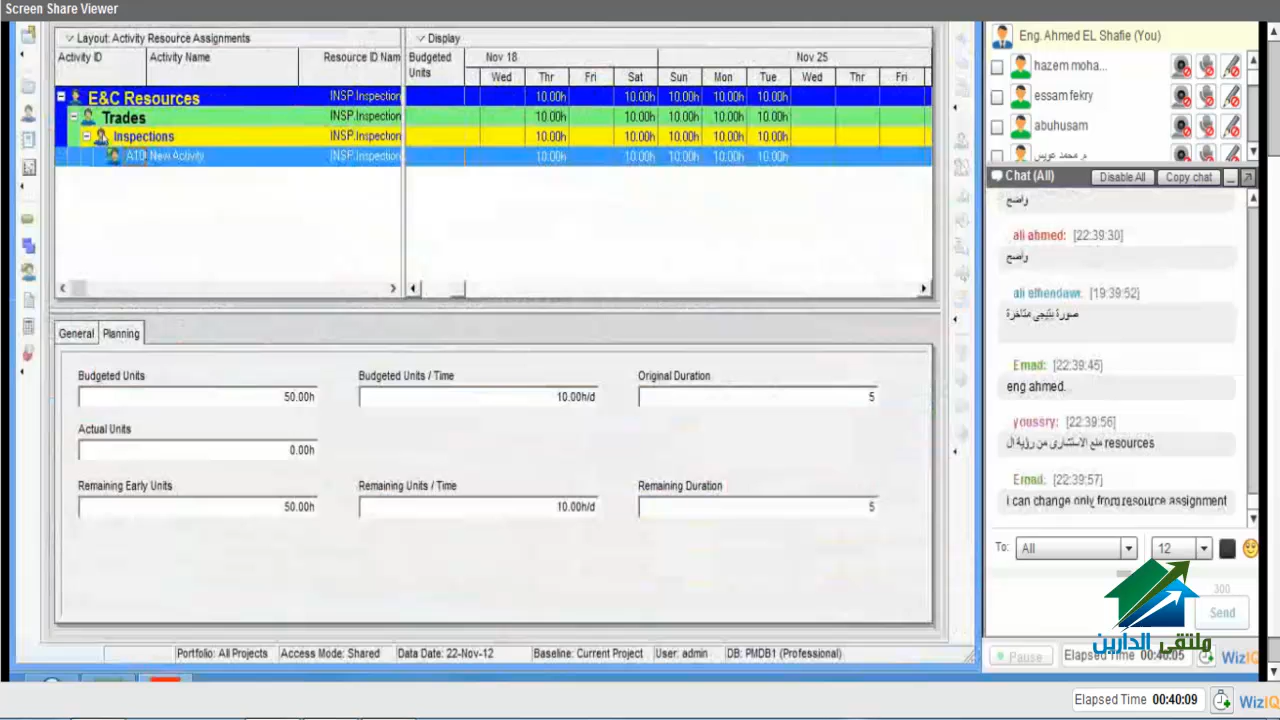 Screen Share Viewer
Layout: Activity Resource Assignments
Display
Activity ID
Activity Name
Resource ID Nam
Budgeted Units
Nov 18
Nov 25
Wed Thr Fri Sat Sun Mon Tue Wed Thr Fri
E&C Resources INSP.Inspection 10.00h 10.00h 10.00h 10.00h 10.00h
Trades INSP.Inspection 10.00h 10.00h 10.00h 10.00h 10.00h
Inspections INSP.Inspection 10.00h 10.00h 10.00h 10.00h 10.00h
A10 New Activity INSP.Inspection 10.00h 10.00h 10.00h 10.00h 10.00h
General Planning
Budgeted Units
50.00h
Budgeted Units / Time
10.00h/d
Original Duration
5
Actual Units
0.00h
Remaining Early Units
50.00h
Remaining Units / Time
10.00h/d
Remaining Duration
5
Portfolio: All Projects Access Mode: Shared Data Date: 22-Nov-12 Baseline: Current Project User: admin DB: PMDB1 (Professional)
Eng. Ahmed EL Shafie (You)
hazem moha...
essam fekry
abuhusam
م. محمد عويس
Chat (All) Disable All Copy chat
واضح
ali ahmed: [22:39:30]
واضح
[19:39:52]
صورة بتيجى متاخرة
Emad: [22:39:45]
eng ahmed.
youssry: [22:39:56]
منع الاستشارى من رؤية ال resources
Emad: [22:39:57]
i can change only from resource assignment
To: All 12
300
Send
ملتقى الدارين
Pause Elapsed Time 00:40:05 WizIQ
Elapsed Time 00:40:09 WizIQ